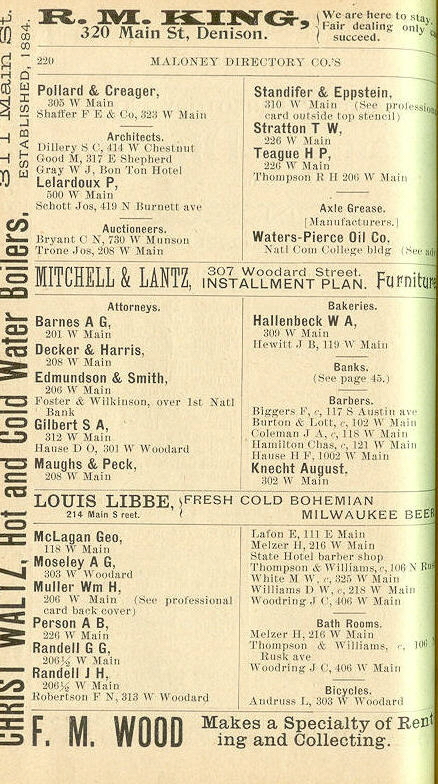 R. M. KING,
320 Main St, Denison.
We are here to stay.
Fair dealing only
succeed.
311 Main St.
ESTABLISHED, 1884.
CHRIST WALTZ, Hot and Cold Water Boilers.
220 MALONEY DIRECTORY CO.'S
Pollard & Creager,
305 W Main
Shaffer F E & Co, 323 W Main
Architects.
Dillery S C, 414 W Chestnut
Good M, 317 E Shepherd
Gray W J, Bon Ton Hotel
Lelardoux P,
500 W Main
Schott Jos, 419 N Burnett ave
Auctioneers.
Bryant C N, 730 W Munson
Trone Jos, 208 W Main
Standifer & Eppstein,
310 W Main (See profession
card outside top stencil)
Stratton T W,
226 W Main
Teague H P,
226 W Main
Thompson R H 206 W Main
Axle Grease.
[Manufacturers.]
Waters-Pierce Oil Co.
Natl Com College bldg (See ad
MITCHELL & LANTZ, 307 Woodard Street.
INSTALLMENT PLAN. Furniture
Attorneys.
Barnes A G,
201 W Main
Decker & Harris,
208 W Main
Edmundson & Smith,
206 W Main
Foster & Wilkinson, over 1st Natl
Bank
Gilbert S A,
312 W Main
Hause D O, 301 W Woodard
Maughs & Peck,
208 W Main
Bakeries.
Hallenbeck W A,
309 W Main
Hewitt J B, 119 W Main
Banks.
(See page 45.)
Barbers.
Biggers F, c, 117 S Austin ave
Burton & Lott, c, 102 W Main
Coleman J A, c, 118 W Main
Hamilton Chas, c, 121 W Main
Hause H F, 1002 W Main
Knecht August,
302 W Main
LOUIS LIBBE,
214 Main S reet.
FRESH COLD BOHEMIAN
MILWAUKEE BEER
McLagan Geo,
118 W Main
Moseley A G,
303 W Woodard
Muller Wm H,
206 W Main (See professional
card back cover)
Person A B,
226 W Main
Randell G G,
206½ W Main
Randell J H,
206½ W Main
Robertson F N, 313 W Woodard
Lafon E, 111 E Main
Melzer H, 216 W Main
State Hotel barber shop
Thompson & Williams, c, 106 N Rus
White M W, c, 325 W Main
Williams D W, c, 218 W Main
Woodring J C, 406 W Main
Bath Rooms.
Melzer H, 216 W Main
Thompson & Williams, c, 106
Rusk ave
Woodring J C, 406 W Main
Bicycles.
Andruss L, 303 W Woodard
F. M. WOOD Makes a Specialty of Rent
ing and Collecting.